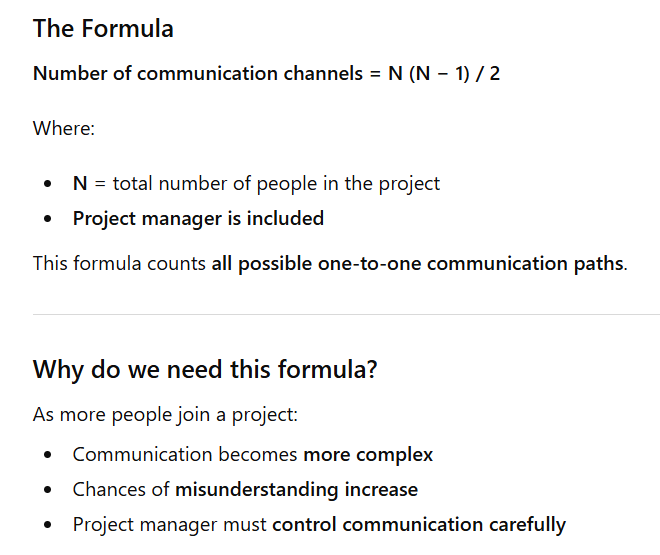 The Formula
Number of communication channels = N (N − 1) / 2
Where:
• N = total number of people in the project
• Project manager is included
This formula counts all possible one-to-one communication paths.
Why do we need this formula?
As more people join a project:
• Communication becomes more complex
• Chances of misunderstanding increase
• Project manager must control communication carefully